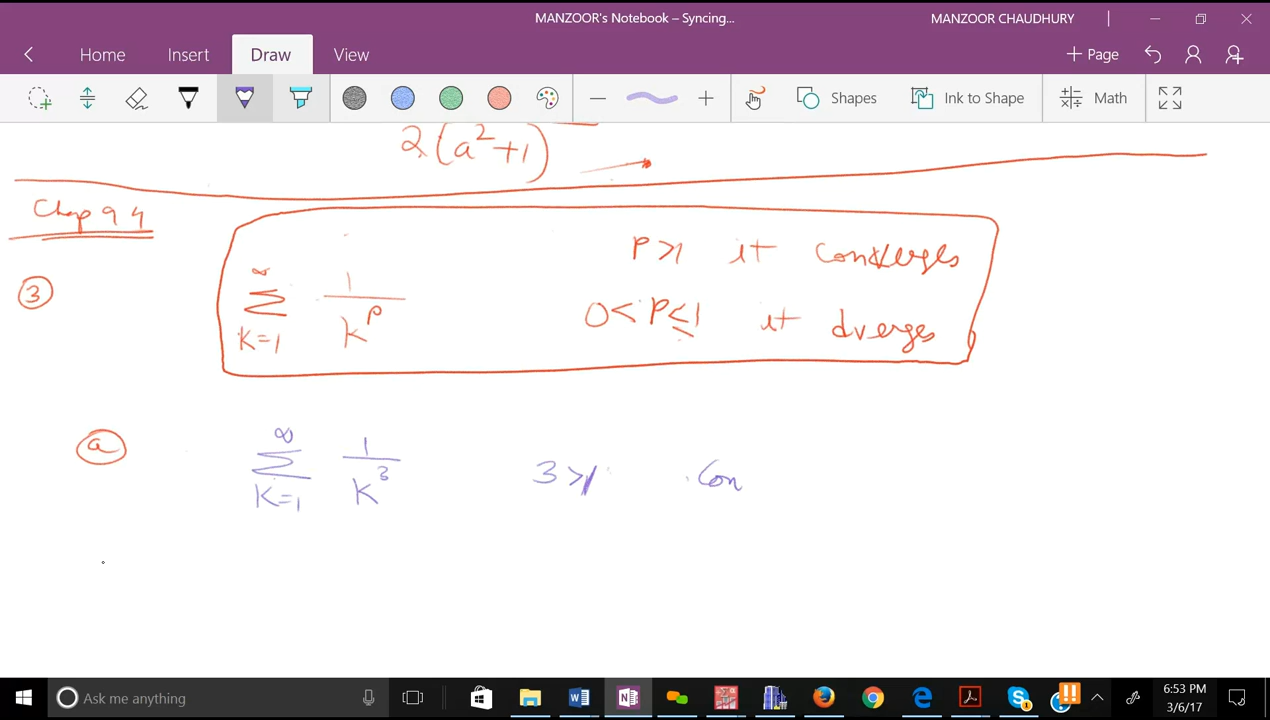 MANZOOR's Notebook – Syncing...
MANZOOR CHAUDHURY
Home Insert Draw View
Page
Shapes Ink to Shape Math
2(a²+1)
Chap 9 4
3
∞
Σ 1/K^P
K=1
P>1 it converges
0<P≤1 it dverges
a
∞
Σ 1/K³
K=1
3>1 Con
Ask me anything
6:53 PM
3/6/17